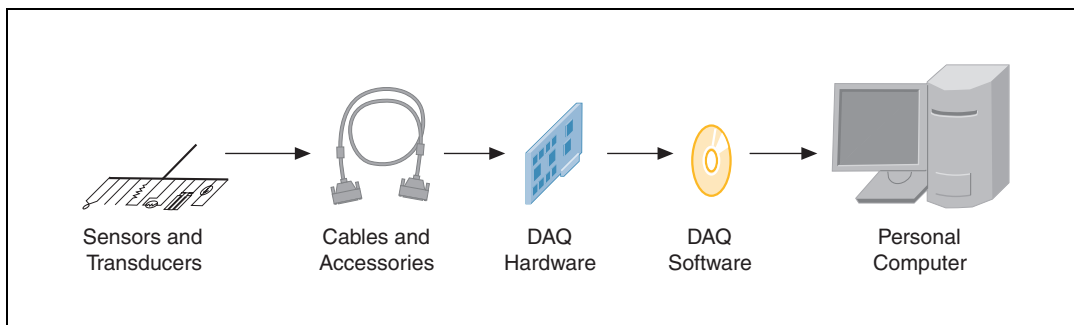 Sensors and
Transducers
Cables and
Accessories
DAQ
Hardware
DAQ
Software
Personal
Computer